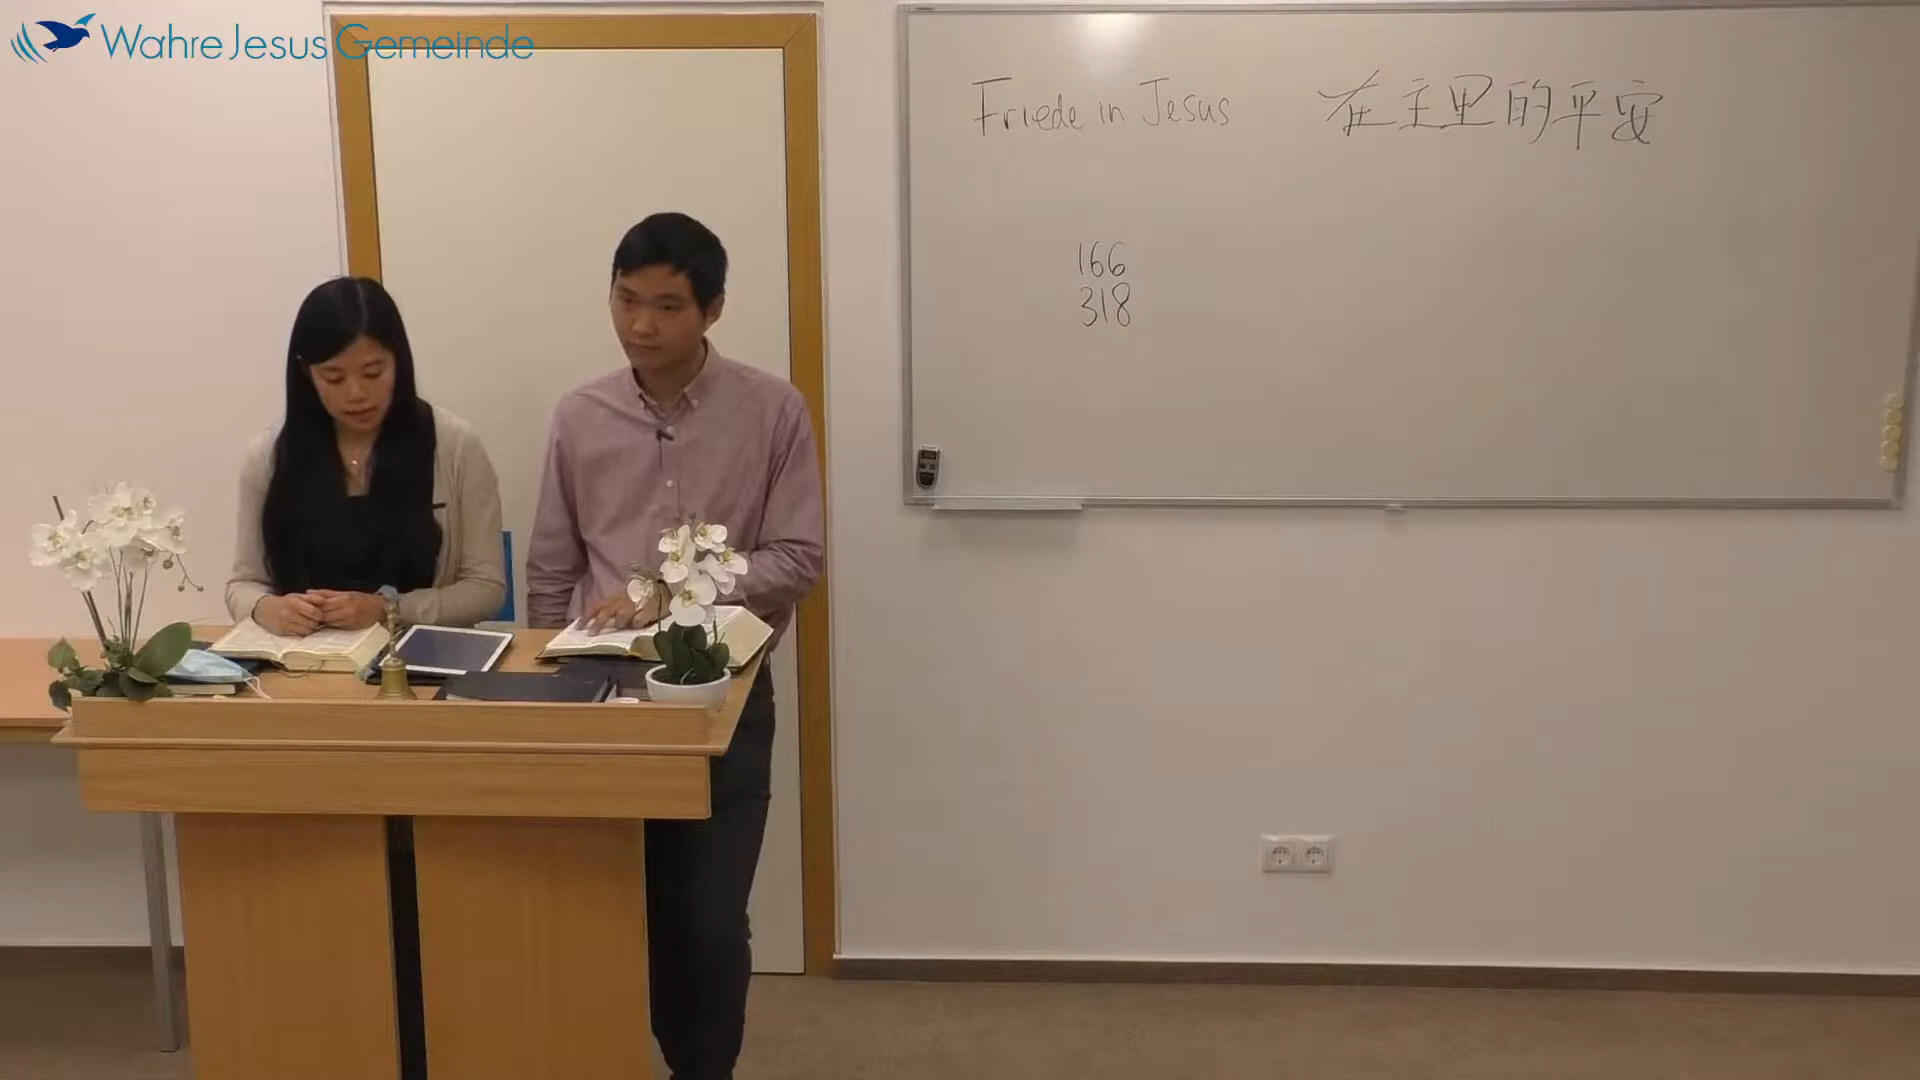 Wahre Jesus Gemeinde
Friede in Jesus 在主里的平安
166
318